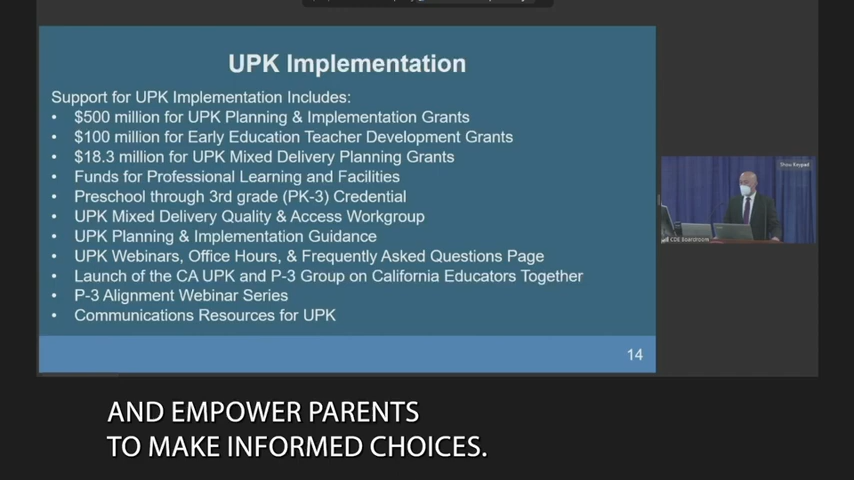 UPK Implementation
Support for UPK Implementation Includes:
• $500 million for UPK Planning & Implementation Grants
• $100 million for Early Education Teacher Development Grants
• $18.3 million for UPK Mixed Delivery Planning Grants
• Funds for Professional Learning and Facilities
• Preschool through 3rd grade (PK-3) Credential
• UPK Mixed Delivery Quality & Access Workgroup
• UPK Planning & Implementation Guidance
• UPK Webinars, Office Hours, & Frequently Asked Questions Page
• Launch of the CA UPK and P-3 Group on California Educators Together
• P-3 Alignment Webinar Series
• Communications Resources for UPK
14
Show Keypad
CDE Boardroom
AND EMPOWER PARENTS
TO MAKE INFORMED CHOICES.